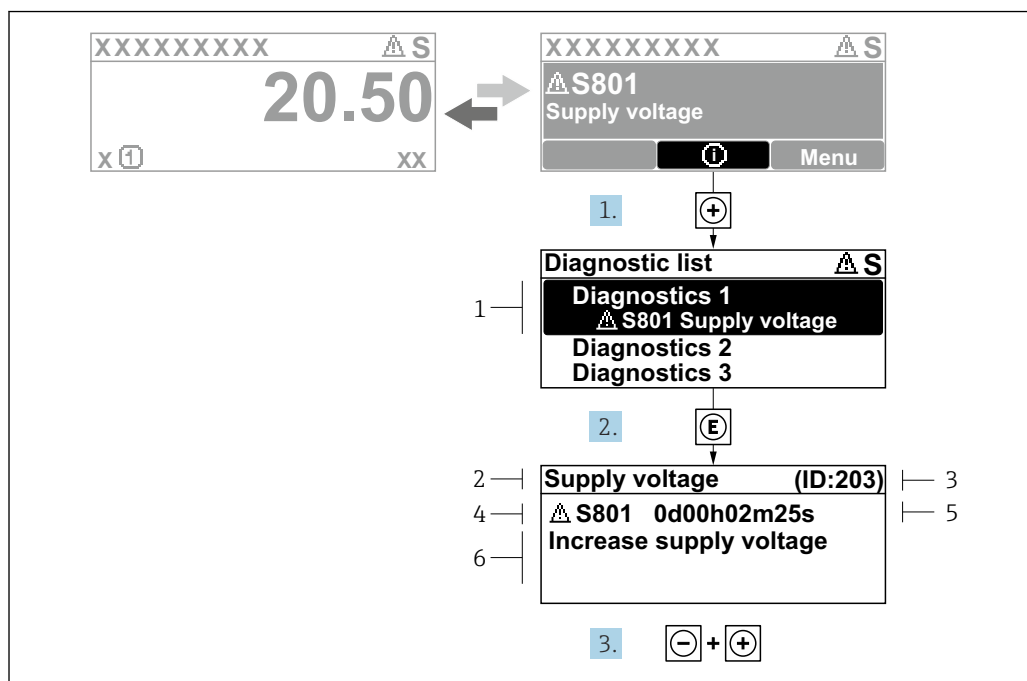 XXXXXXXXX ⚠ S
20.50
x ① xx
XXXXXXXXX ⚠ S
⚠ S801
Supply voltage
ⓘ Menu
1. +
Diagnostic list ⚠ S
1 Diagnostics 1
⚠ S801 Supply voltage
Diagnostics 2
Diagnostics 3
2. E
2 Supply voltage (ID:203) 3
4 ⚠ S801 0d00h02m25s 5
6 Increase supply voltage
3. − + +